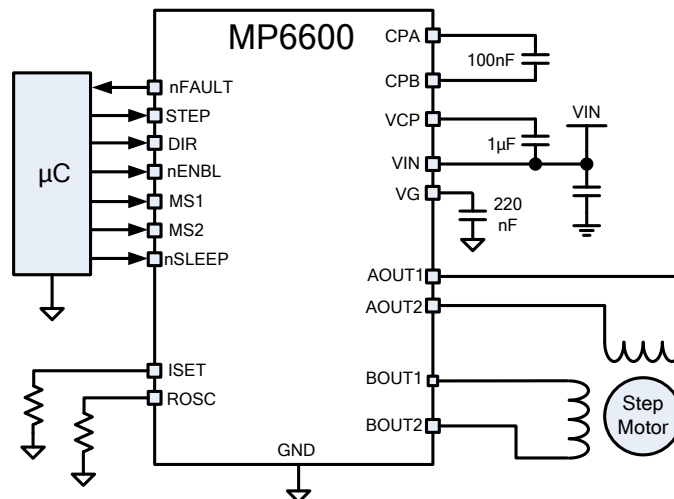 MP6600
µC
nFAULT
STEP
DIR
nENBL
MS1
MS2
nSLEEP
ISET
ROSC
GND
CPA
CPB
VCP
VIN
VG
AOUT1
AOUT2
BOUT1
BOUT2
100nF
1µF
VIN
220
nF
Step
Motor